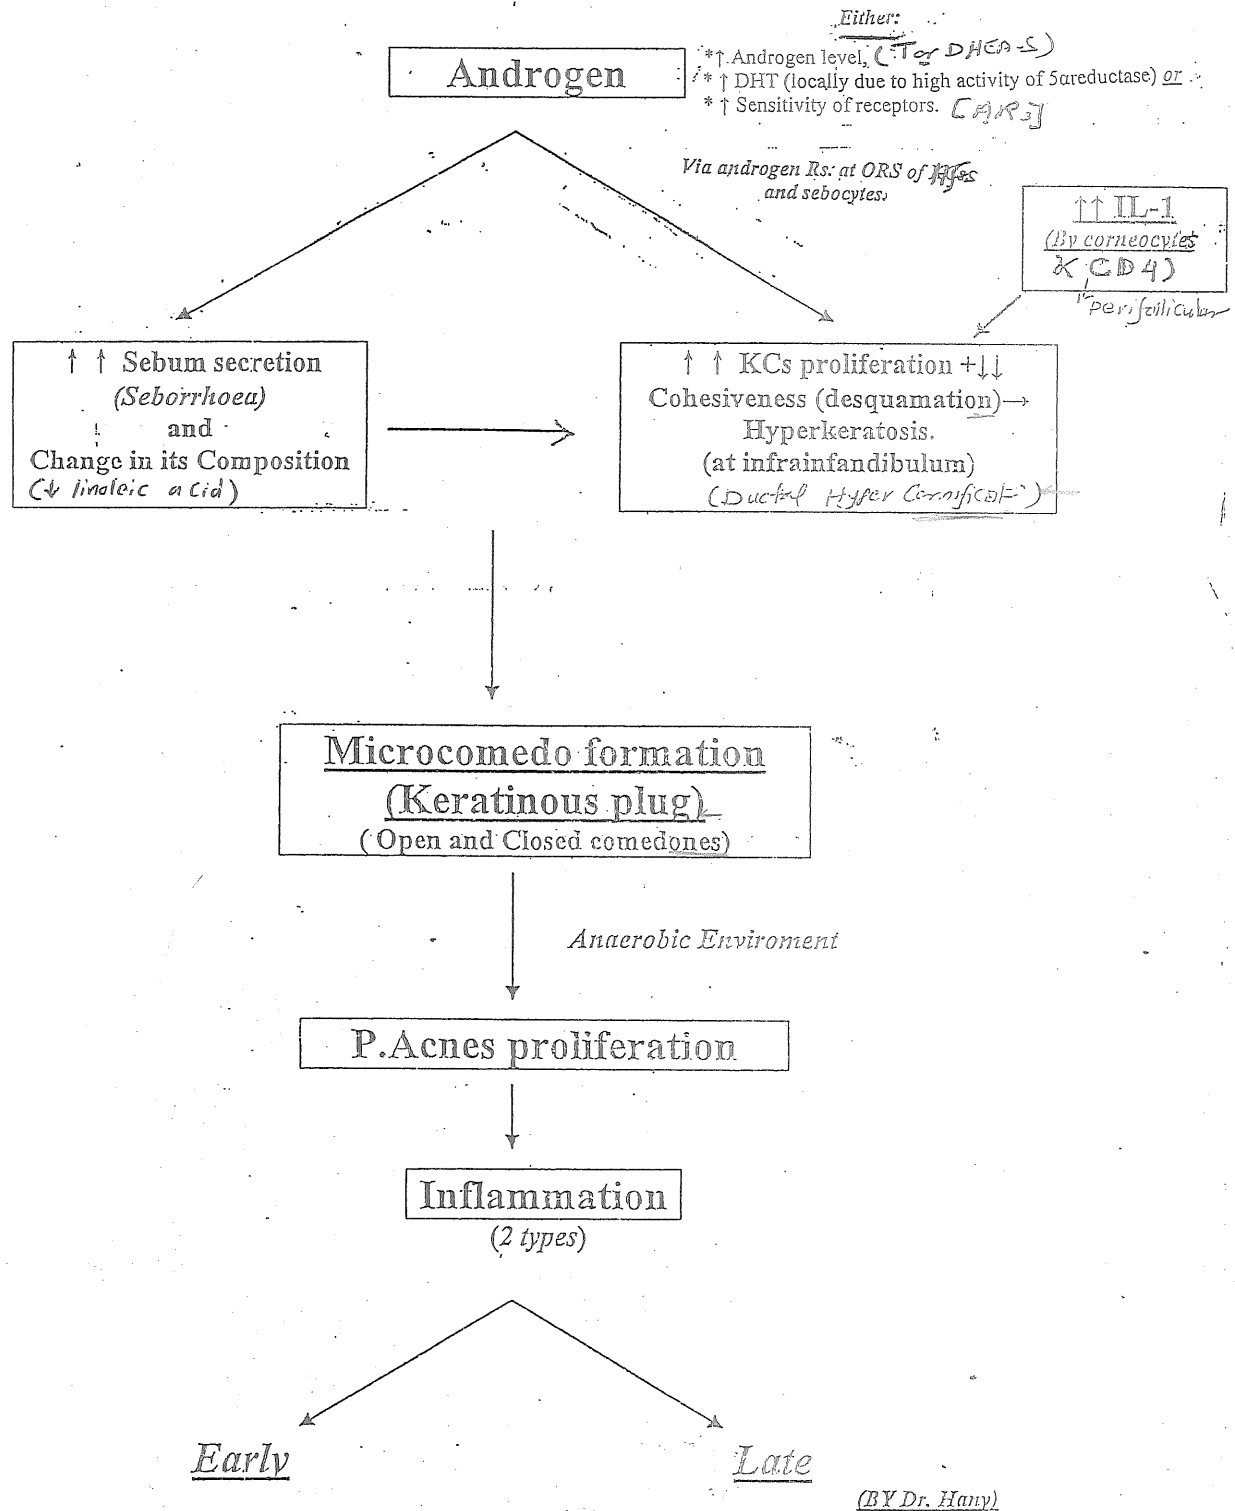 Either:
Androgen
*↑ Androgen level, (T or DHEA-S)
* ↑ DHT (locally due to high activity of 5αreductase) or
* ↑ Sensitivity of receptors. [ARs]
Via androgen Rs. at ORS of
and sebocytes.
↑↑ IL-1
(By corneocytes
& CD4)
perifollicular
↑ ↑ Sebum secretion
(Seborrhoea)
and
Change in its Composition
(↓ linoleic acid)
↑ ↑ KCs proliferation +↓↓
Cohesiveness (desquamation)→
Hyperkeratosis.
(at infrainfandibulum)
(Ductal Hyper
Microcomedo formation
(Keratinous plug)
(Open and Closed comedones)
Anaerobic Enviroment
P.Acnes proliferation
Inflammation
(2 types)
Early
Late
(BY Dr. Hany)